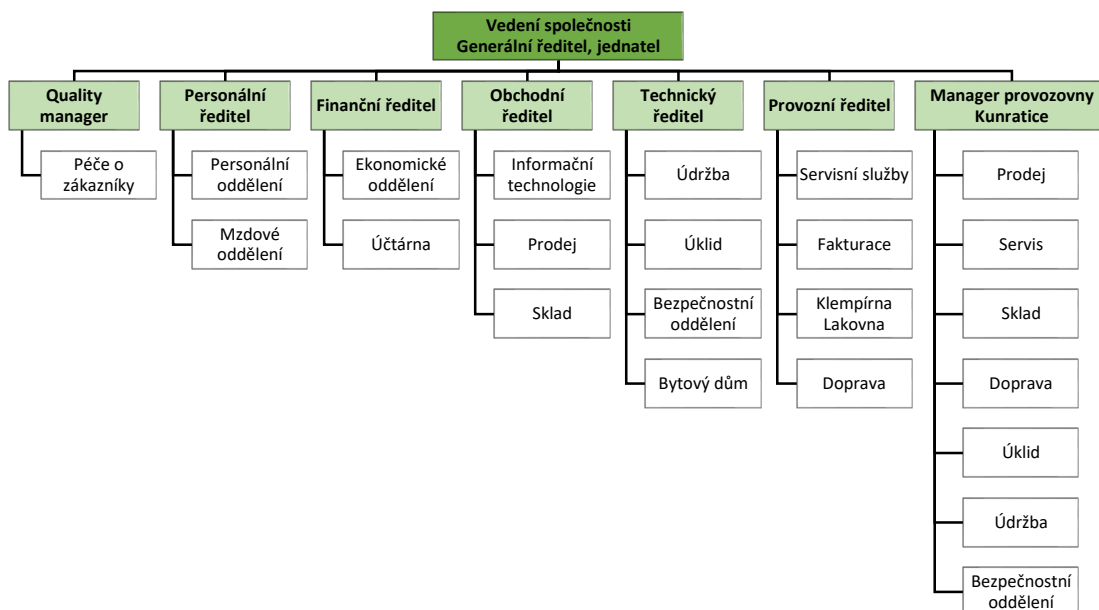 Vedení společnosti
Generální ředitel, jednatel
Quality
manager
Péče o
zákazníky
Personální
ředitel
Personální
oddělení
Mzdové
oddělení
Finanční ředitel
Ekonomické
oddělení
Účtárna
Obchodní
ředitel
Informační
technologie
Prodej
Sklad
Technický
ředitel
Údržba
Úklid
Bezpečnostní
oddělení
Bytový dům
Provozní ředitel
Servisní služby
Fakturace
Klempírna
Lakovna
Doprava
Manager provozovny
Kunratice
Prodej
Servis
Sklad
Doprava
Úklid
Údržba
Bezpečnostní
oddělení